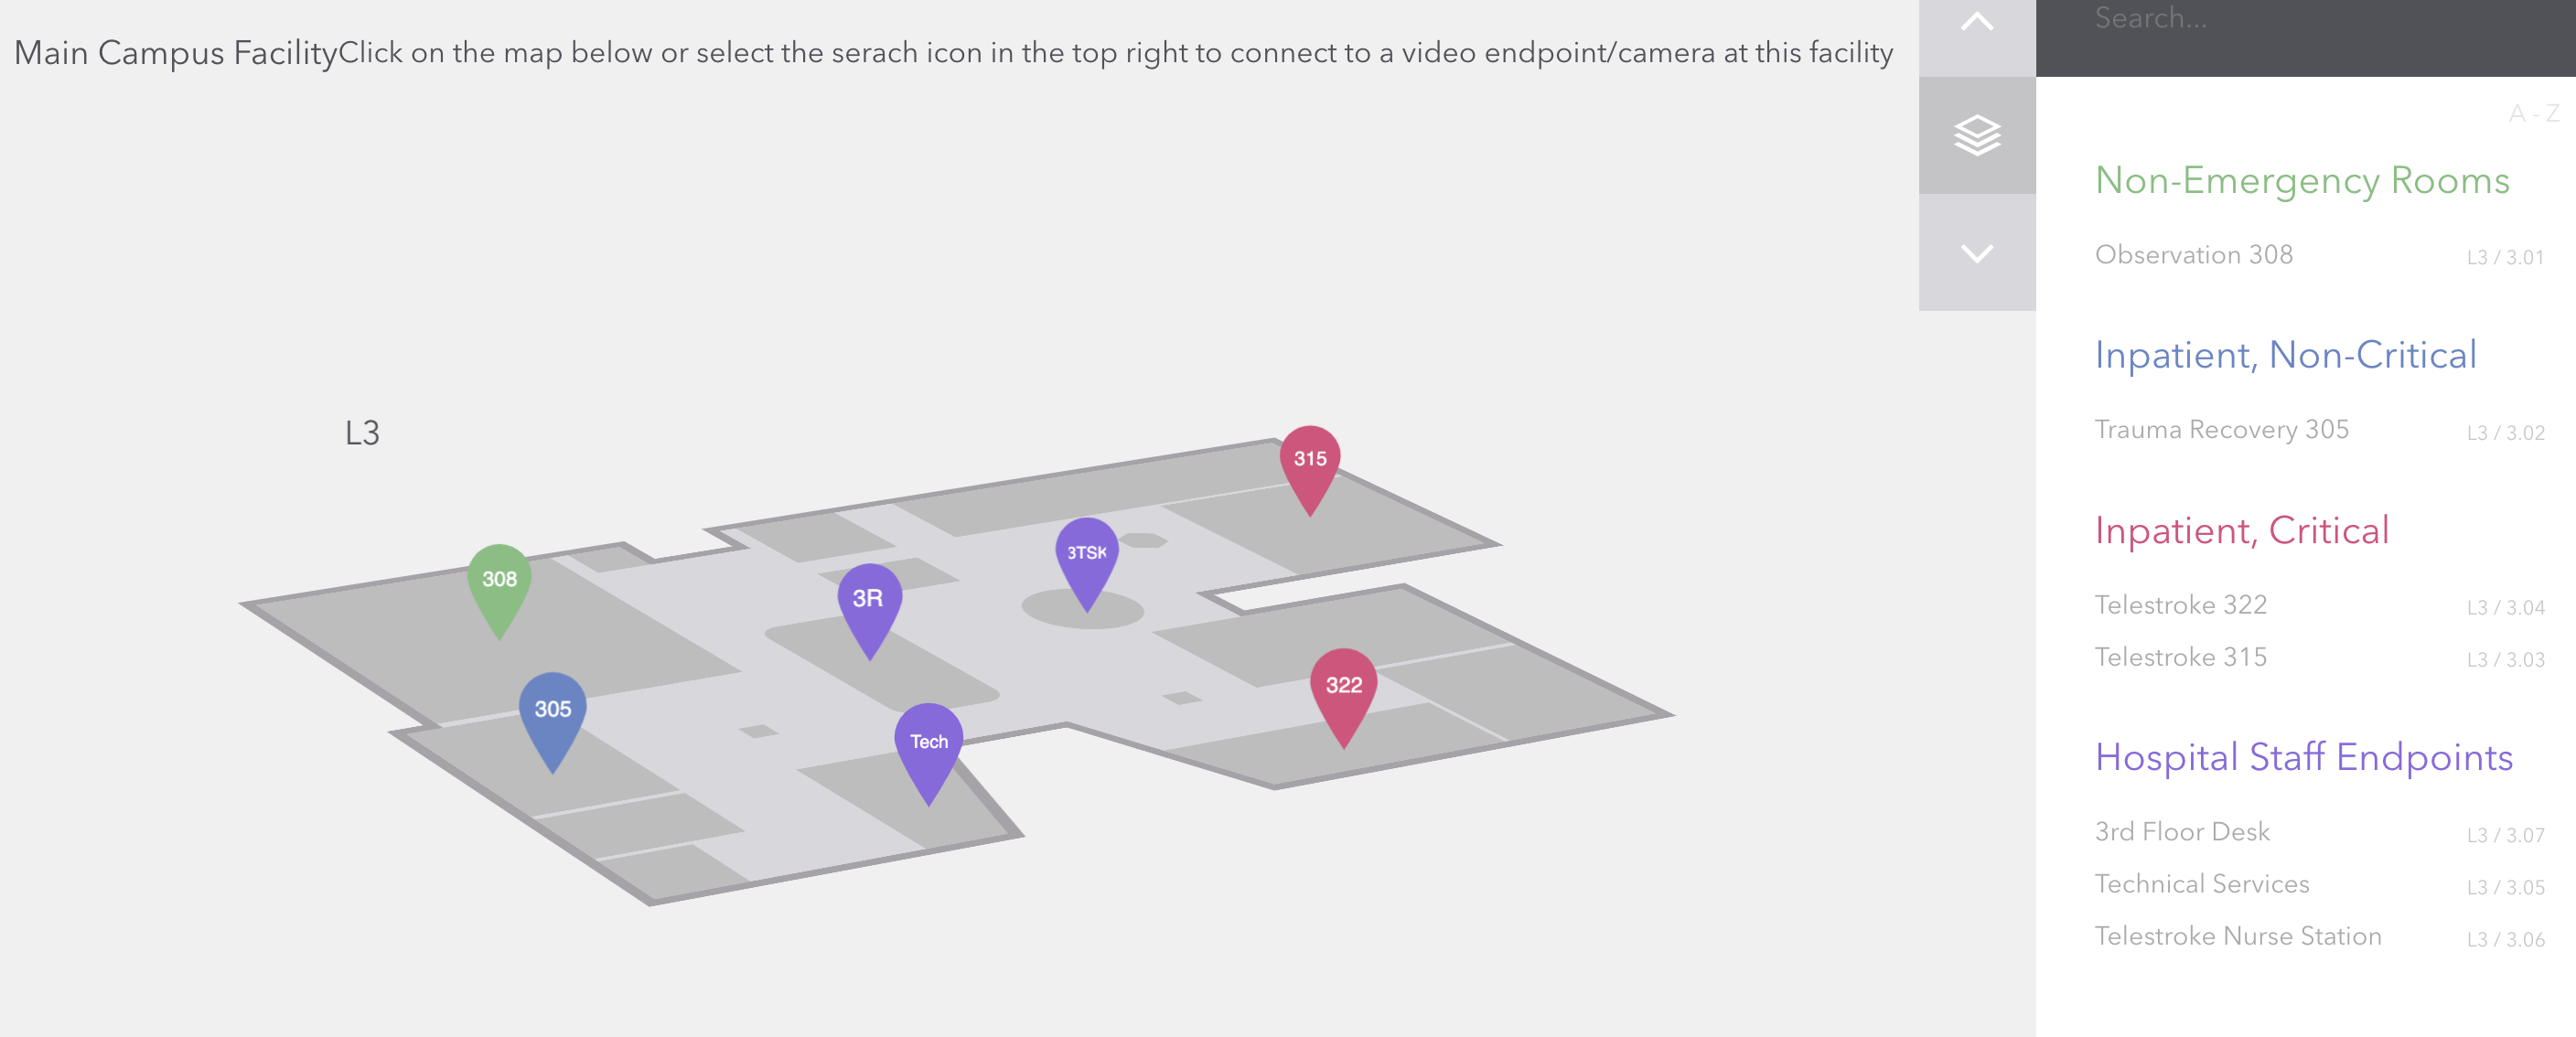 Main Campus FacilityClick on the map below or select the serach icon in the top right to connect to a video endpoint/camera at this facility
L3
315
3TSK
308
3R
322
305
Tech
Search...
A - Z
Non-Emergency Rooms
Observation 308 L3 / 3.01
Inpatient, Non-Critical
Trauma Recovery 305 L3 / 3.02
Inpatient, Critical
Telestroke 322 L3 / 3.04
Telestroke 315 L3 / 3.03
Hospital Staff Endpoints
3rd Floor Desk L3 / 3.07
Technical Services L3 / 3.05
Telestroke Nurse Station L3 / 3.06